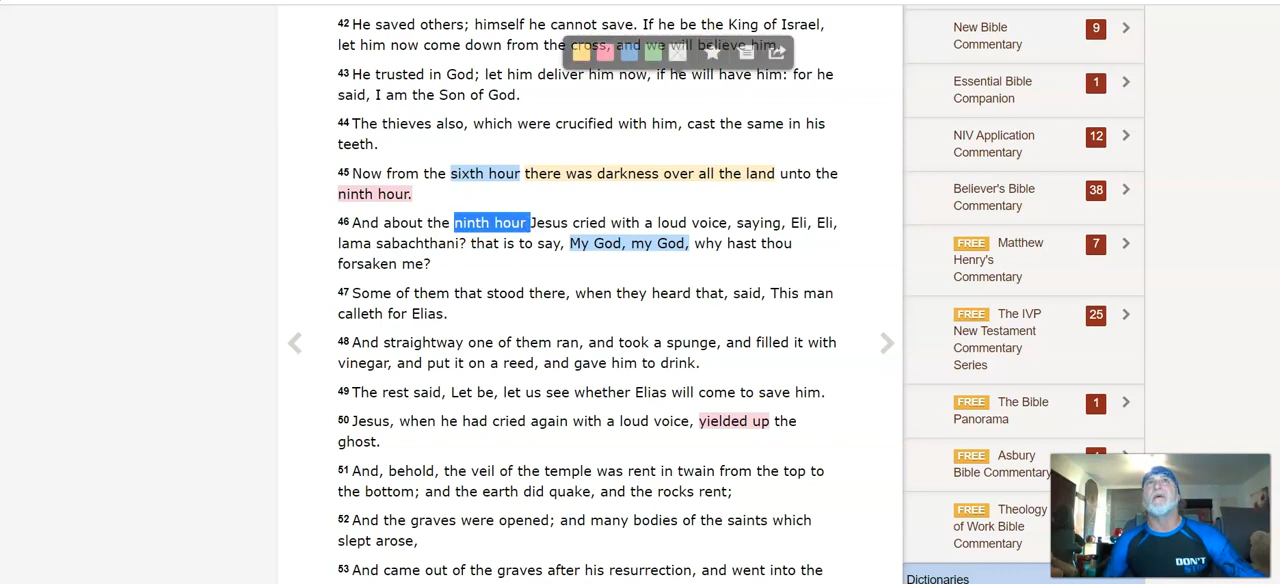 42 He saved others; himself he cannot save. If he be the King of Israel,
let him now come down from the cross, and we will believe him.
43 He trusted in God; let him deliver him now, if he will have him: for he
said, I am the Son of God.
44 The thieves also, which were crucified with him, cast the same in his
teeth.
45 Now from the sixth hour there was darkness over all the land unto the
ninth hour.
46 And about the ninth hour Jesus cried with a loud voice, saying, Eli, Eli,
lama sabachthani? that is to say, My God, my God, why hast thou
forsaken me?
47 Some of them that stood there, when they heard that, said, This man
calleth for Elias.
48 And straightway one of them ran, and took a spunge, and filled it with
vinegar, and put it on a reed, and gave him to drink.
49 The rest said, Let be, let us see whether Elias will come to save him.
50 Jesus, when he had cried again with a loud voice, yielded up the
ghost.
51 And, behold, the veil of the temple was rent in twain from the top to
the bottom; and the earth did quake, and the rocks rent;
52 And the graves were opened; and many bodies of the saints which
slept arose,
53 And came out of the graves after his resurrection, and went into the
New Bible 9
Commentary
Essential Bible 1
Companion
NIV Application 12
Commentary
Believer's Bible 38
Commentary
FREE Matthew 7
Henry's
Commentary
FREE The IVP 25
New Testament
Commentary
Series
FREE The Bible 1
Panorama
FREE Asbury
Bible Commentary
FREE Theology
of Work Bible
Commentary
Dictionaries
DON'T